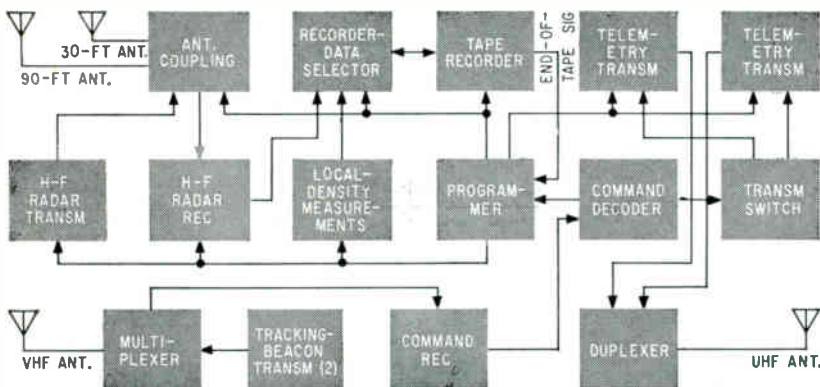 30-FT ANT.
90-FT ANT.
ANT.
COUPLING
RECORDER-
DATA
SELECTOR
TAPE
RECORDER
END-OF-
TAPE SIG
TELEM-
ETRY
TRANSM
TELEM-
ETRY
TRANSM
H-F
RADAR
TRANSM
H-F
RADAR
REC
LOCAL-
DENSITY
MEASURE-
MENTS
PROGRAM-
MER
COMMAND
DECODER
TRANSM
SWITCH
VHF ANT.
MULTI-
PLEXER
TRACKING-
BEACON
TRANSM (2)
COMMAND
REC
DUPLEXER
UHF ANT.